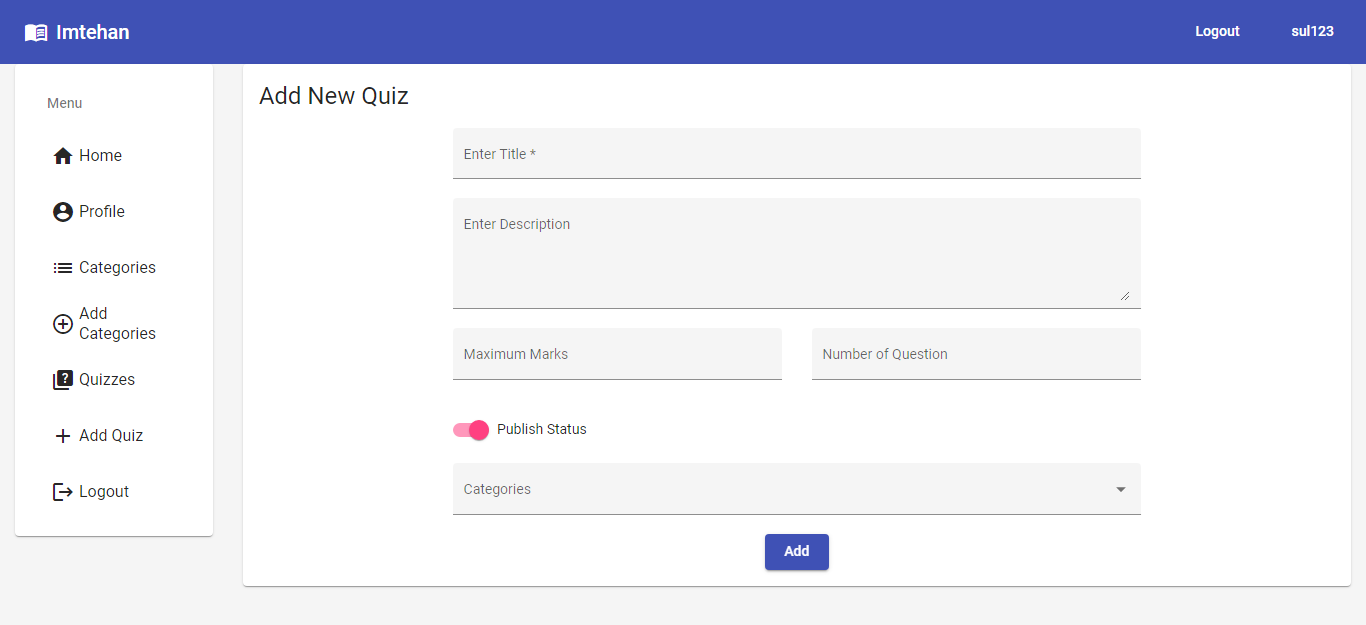 Imtehan
Logout
sul123
Menu
Home
Profile
Categories
Add
Categories
Quizzes
Add Quiz
Logout
Add New Quiz
Enter Title *
Enter Description
Maximum Marks
Number of Question
Publish Status
Categories
Add